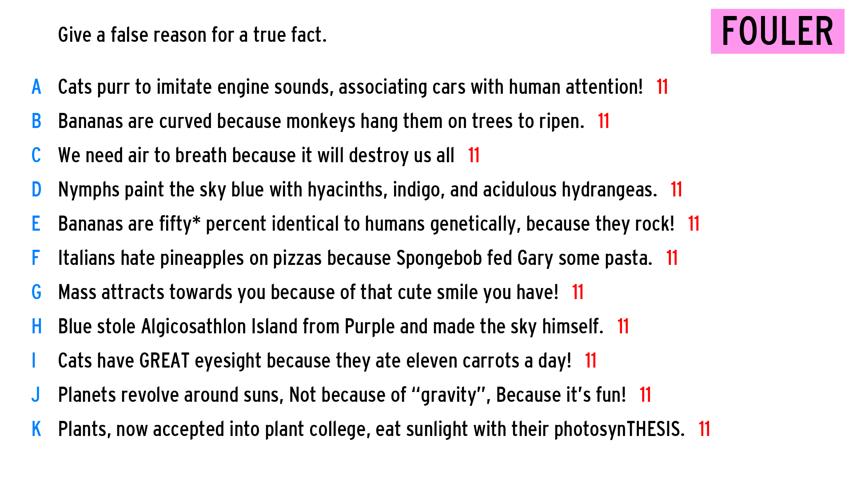 Give a false reason for a true fact.
FOULER
A Cats purr to imitate engine sounds, associating cars with human attention! 11
B Bananas are curved because monkeys hang them on trees to ripen. 11
C We need air to breath because it will destroy us all 11
D Nymphs paint the sky blue with hyacinths, indigo, and acidulous hydrangeas. 11
E Bananas are fifty* percent identical to humans genetically, because they rock! 11
F Italians hate pineapples on pizzas because Spongebob fed Gary some pasta. 11
G Mass attracts towards you because of that cute smile you have! 11
H Blue stole Algicosathlon Island from Purple and made the sky himself. 11
I Cats have GREAT eyesight because they ate eleven carrots a day! 11
J Planets revolve around suns, Not because of “gravity”, Because it’s fun! 11
K Plants, now accepted into plant college, eat sunlight with their photosynTHESIS. 11